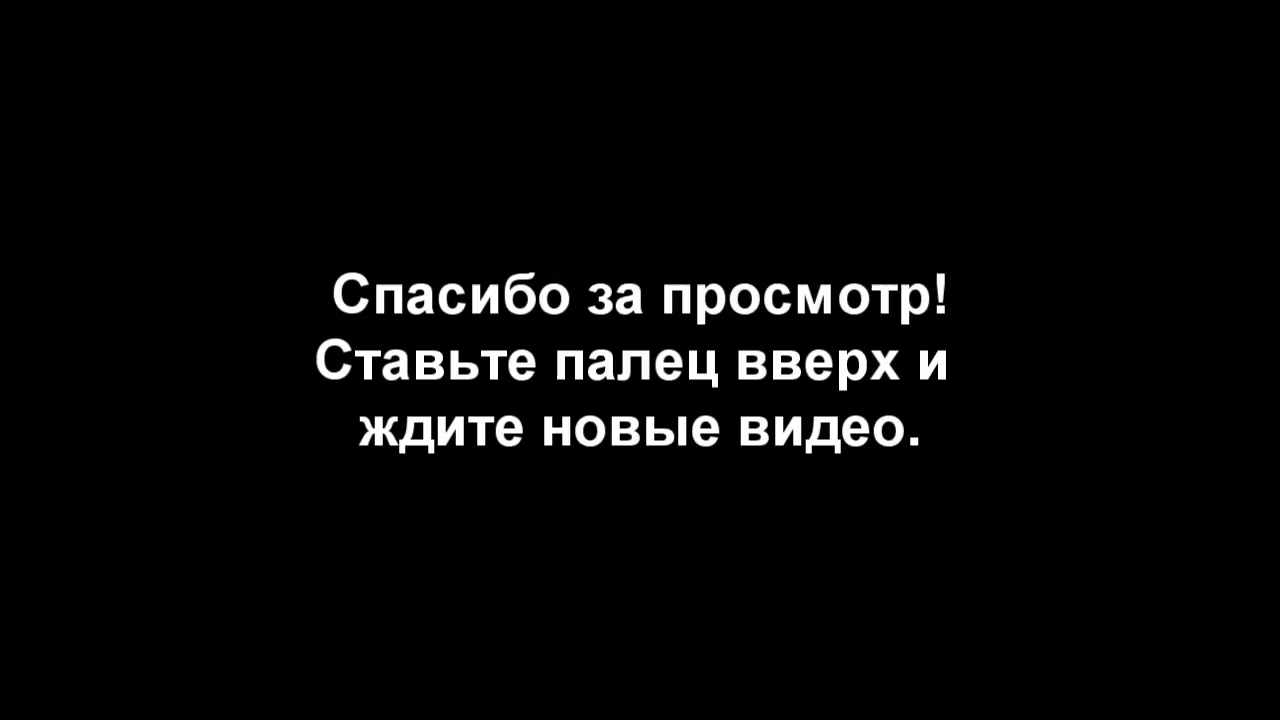 Спасибо за просмотр!
Ставьте палец вверх и
ждите новые видео.